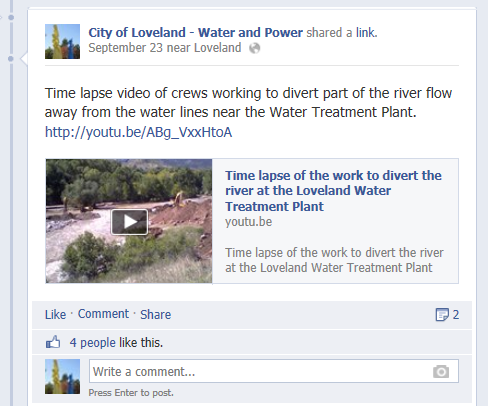 City of Loveland - Water and Power shared a link.
September 23 near Loveland
Time lapse video of crews working to divert part of the river flow
away from the water lines near the Water Treatment Plant.
http://youtu.be/ABg_VxxHtoA
Time lapse of the work to divert the
river at the Loveland Water
Treatment Plant
youtu.be
Time lapse of the work to divert the river
at the Loveland Water Treatment Plant
Like · Comment · Share 2
4 people like this.
Write a comment...
Press Enter to post.